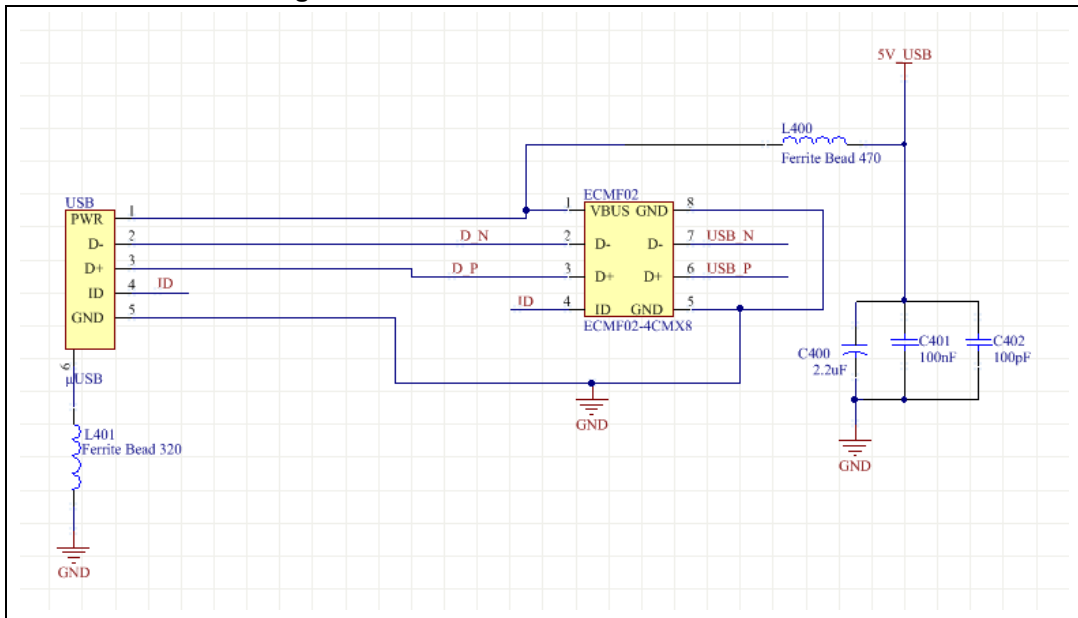 5V_USB
L400
Ferrite Bead 470
USB
PWR 1
D- 2
D+ 3
ID 4
ID
GND 5
6
µUSB
L401
Ferrite Bead 320
GND
D_N
D_P
ID
ECMF02
1 VBUS GND 8
2 D- D- 7
3 D+ D+ 6
4 ID GND 5
ECMF02-4CMX8
USB_N
USB_P
GND
C400
2.2uF
C401
100nF
C402
100pF
GND